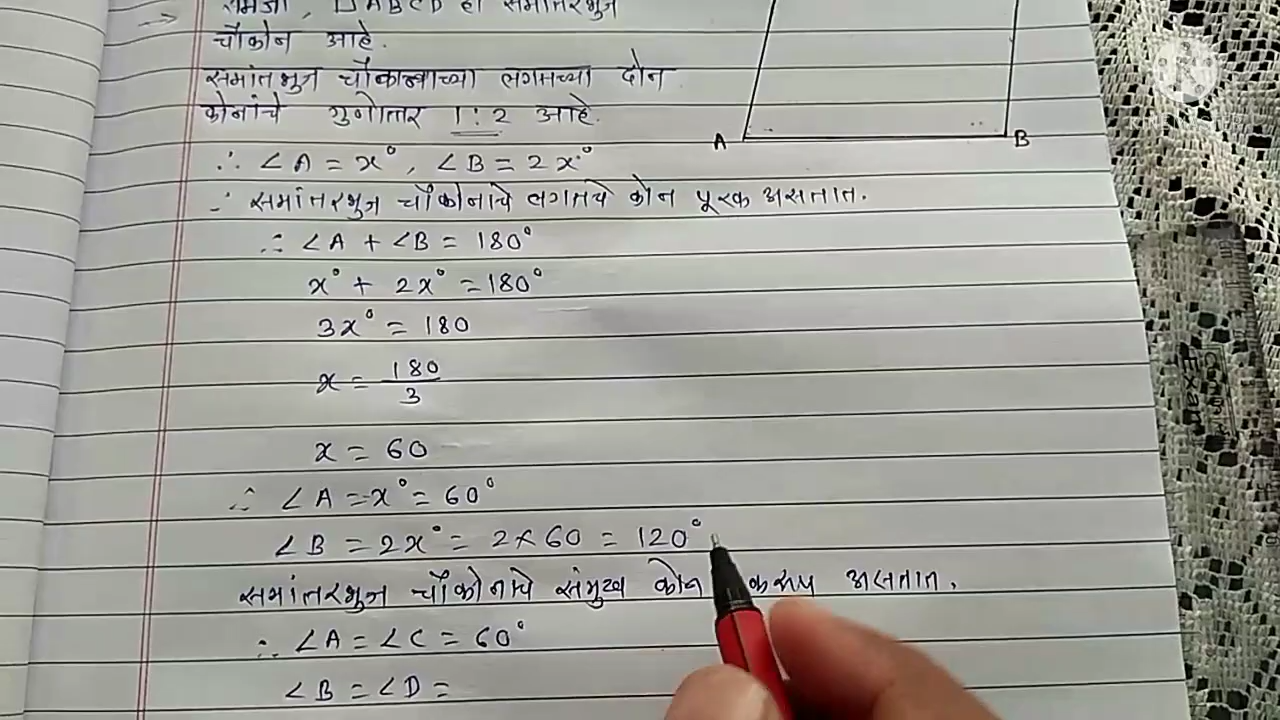 समजा, □ABCD हा समांतरभुज
चौकोन आहे.
समांतभुज चौकोनाच्या लगतच्या दोन
कोनांचे गुणोत्तर 1:2 आहे.
A B
∴ ∠A = x°, ∠B = 2x°
∴ समांतरभुज चौकोनाचे लगतचे कोन पूरक असतात.
∴ ∠A + ∠B = 180°
x° + 2x° = 180°
3x° = 180
x = 180/3
x = 60
∴ ∠A = x° = 60°
∠B = 2x° = 2×60 = 120°
समांतरभुज चौकोनाचे संमुख कोन असतात.
∴ ∠A = ∠C = 60°
∠B = ∠D =